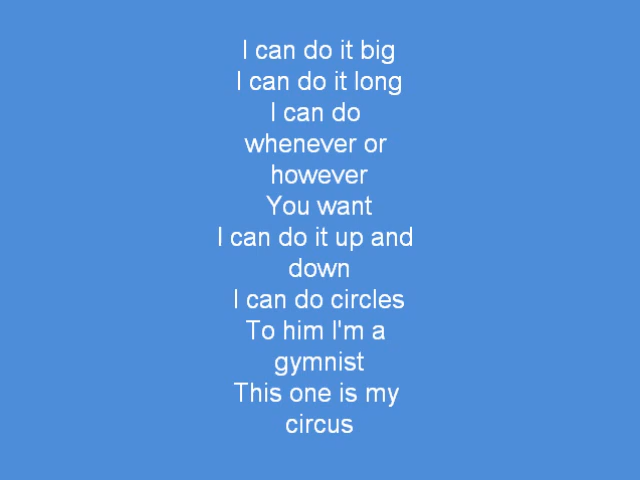 I can do it big
I can do it long
I can do
whenever or
however
You want
I can do it up and
down
I can do circles
To him I'm a
gymnist
This one is my
circus